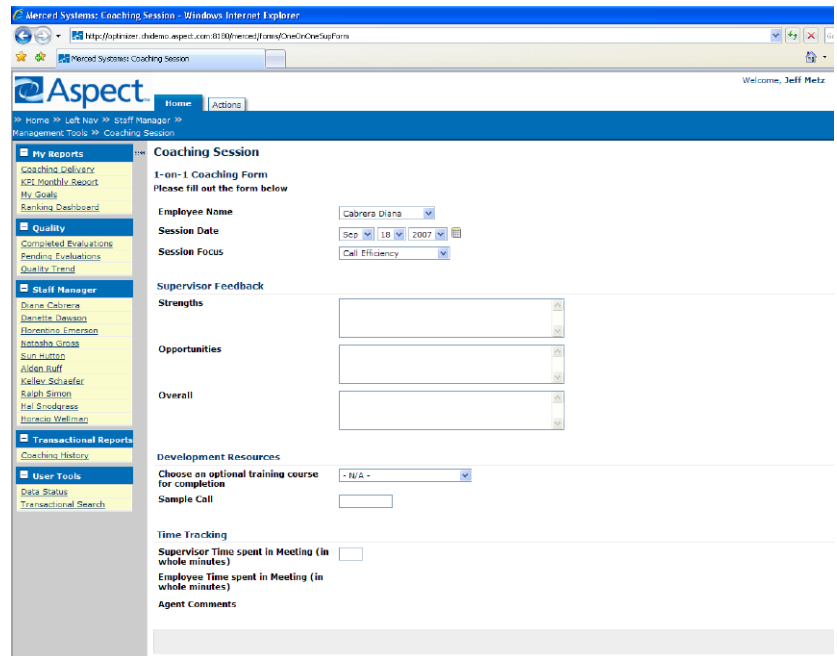 Merced Systems: Coaching Session - Windows Internet Explorer
http://optimizer.dhidemo.aspect.com:8180/merced/forms/OneOnOneSupForm
Merced Systems: Coaching Session
Aspect
Welcome, Jeff Metz
Home
Actions
» Home » Left Nav » Staff Manager »
Management Tools » Coaching Session
My Reports
Coaching Delivery
KPI Monthly Report
My Goals
Ranking Dashboard
Quality
Completed Evaluations
Pending Evaluations
Quality Trend
Staff Manager
Diana Cabrera
Danette Dawson
Florentino Emerson
Natasha Gross
Sun Hutton
Alden Ruff
Kelley Schaefer
Ralph Simon
Hal Snodgrass
Horacio Wellman
Transactional Reports
Coaching History
User Tools
Data Status
Transactional Search
Coaching Session
1-on-1 Coaching Form
Please fill out the form below
Employee Name
Cabrera Diana
Session Date
Sep 18 2007
Session Focus
Call Efficiency
Supervisor Feedback
Strengths
Opportunities
Overall
Development Resources
Choose an optional training course
for completion
- N/A -
Sample Call
Time Tracking
Supervisor Time spent in Meeting (in
whole minutes)
Employee Time spent in Meeting (in
whole minutes)
Agent Comments